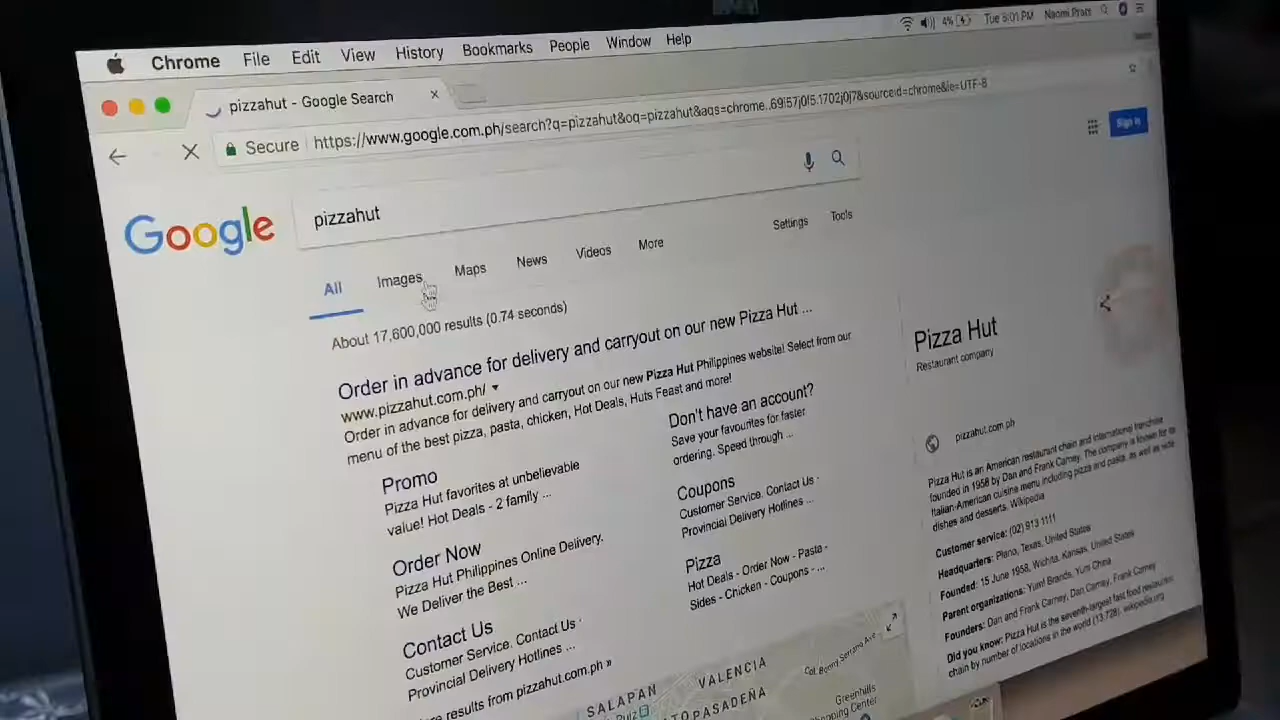 Chrome File Edit View History Bookmarks People Window Help
4% Tue 5:01 PM
pizzahut - Google Search
Secure https://www.google.com.ph/search?q=pizzahut&oq=pizzahut&aqs=chrome..69i57j0l5.1702j0j7&sourceid=chrome&ie=UTF-8
Sign in
Google pizzahut
All Images Maps News Videos More Settings Tools
About 17,600,000 results (0.74 seconds)
Order in advance for delivery and carryout on our new Pizza Hut ...
www.pizzahut.com.ph/
Order in advance for delivery and carryout on our new Pizza Hut Philippines website! Select from our
menu of the best pizza, pasta, chicken, Hot Deals, Huts Feast and more!
Promo
Pizza Hut favorites at unbelievable
value! Hot Deals - 2 family ...
Order Now
Pizza Hut Philippines Online Delivery.
We Deliver the Best ...
Contact Us
Customer Service. Contact Us ·
Provincial Delivery Hotlines ...
results from pizzahut.com.ph »
Don't have an account?
Save your favourites for faster
ordering. Speed through ...
Coupons
Customer Service. Contact Us ·
Provincial Delivery Hotlines ...
Pizza
Hot Deals - Order Now - Pasta -
Sides - Chicken - Coupons - ...
SALAPAN
VALENCIA
Col. Bonny Serrano Ave
Ruiz
PASADEÑA
Greenhills
Shopping Center
Pizza Hut
Restaurant company
pizzahut.com.ph
Pizza Hut is an American restaurant chain and international franchise
founded in 1958 by Dan and Frank Carney. The company is known for its
Italian-American cuisine menu including pizza and pasta, as well as side
dishes and desserts. Wikipedia
Customer service: (02) 913 1111
Headquarters: Plano, Texas, United States
Founded: 15 June 1958, Wichita, Kansas, United States
Parent organizations: Yum! Brands, Yum China
Founders: Dan and Frank Carney, Dan Carney, Frank Carney
Did you know: Pizza Hut is the seventh-largest fast food restaurant
chain by number of locations in the world (13,728). wikipedia.org